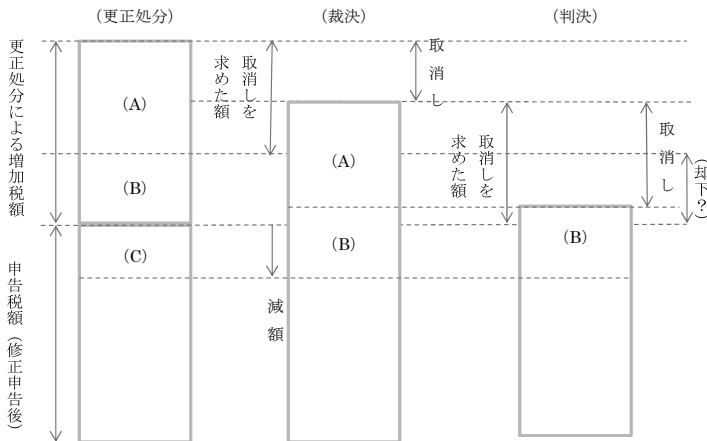 (更正処分)
(裁決)
(判決)
更正処分による増加税額
申告税額(修正申告後)
(A)
(B)
(C)
取消しを
求めた額
減額
取消し
(A)
(B)
取消しを
求めた額
取消し
(却下？)
(B)